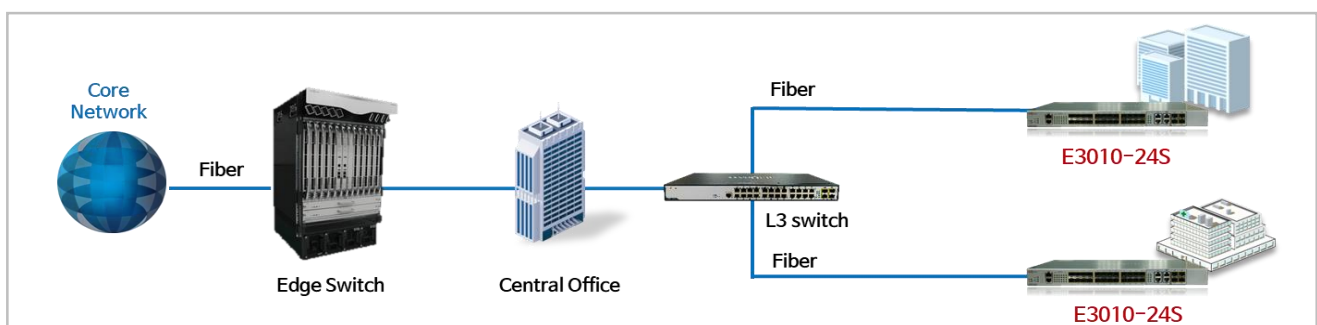 Core
Network
Fiber
Edge Switch
Central Office
L3 switch
Fiber
E3010-24S
Fiber
E3010-24S